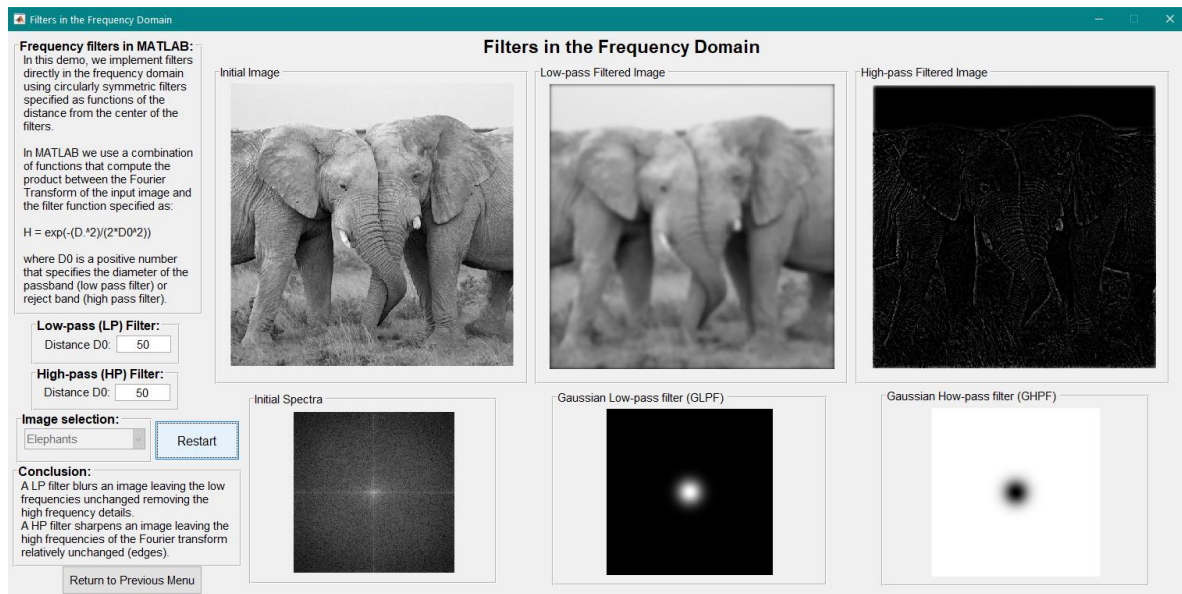 Filters in the Frequency Domain
Filters in the Frequency Domain
Frequency filters in MATLAB:
In this demo, we implement filters
directly in the frequency domain
using circularly symmetric filters
specified as functions of the
distance from the center of the
filters.
In MATLAB we use a combination
of functions that compute the
product between the Fourier
Transform of the input image and
the filter function specified as:
H = exp(-(D.^2)/(2*D0^2))
where D0 is a positive number
that specifies the diameter of the
passband (low pass filter) or
reject band (high pass filter).
Low-pass (LP) Filter:
Distance D0: 50
High-pass (HP) Filter:
Distance D0: 50
Image selection:
Elephants
Restart
Conclusion:
A LP filter blurs an image leaving the low
frequencies unchanged removing the
high frequency details.
A HP filter sharpens an image leaving the
high frequencies of the Fourier transform
relatively unchanged (edges).
Return to Previous Menu
Initial Image
Low-pass Filtered Image
High-pass Filtered Image
Initial Spectra
Gaussian Low-pass filter (GLPF)
Gaussian How-pass filter (GHPF)